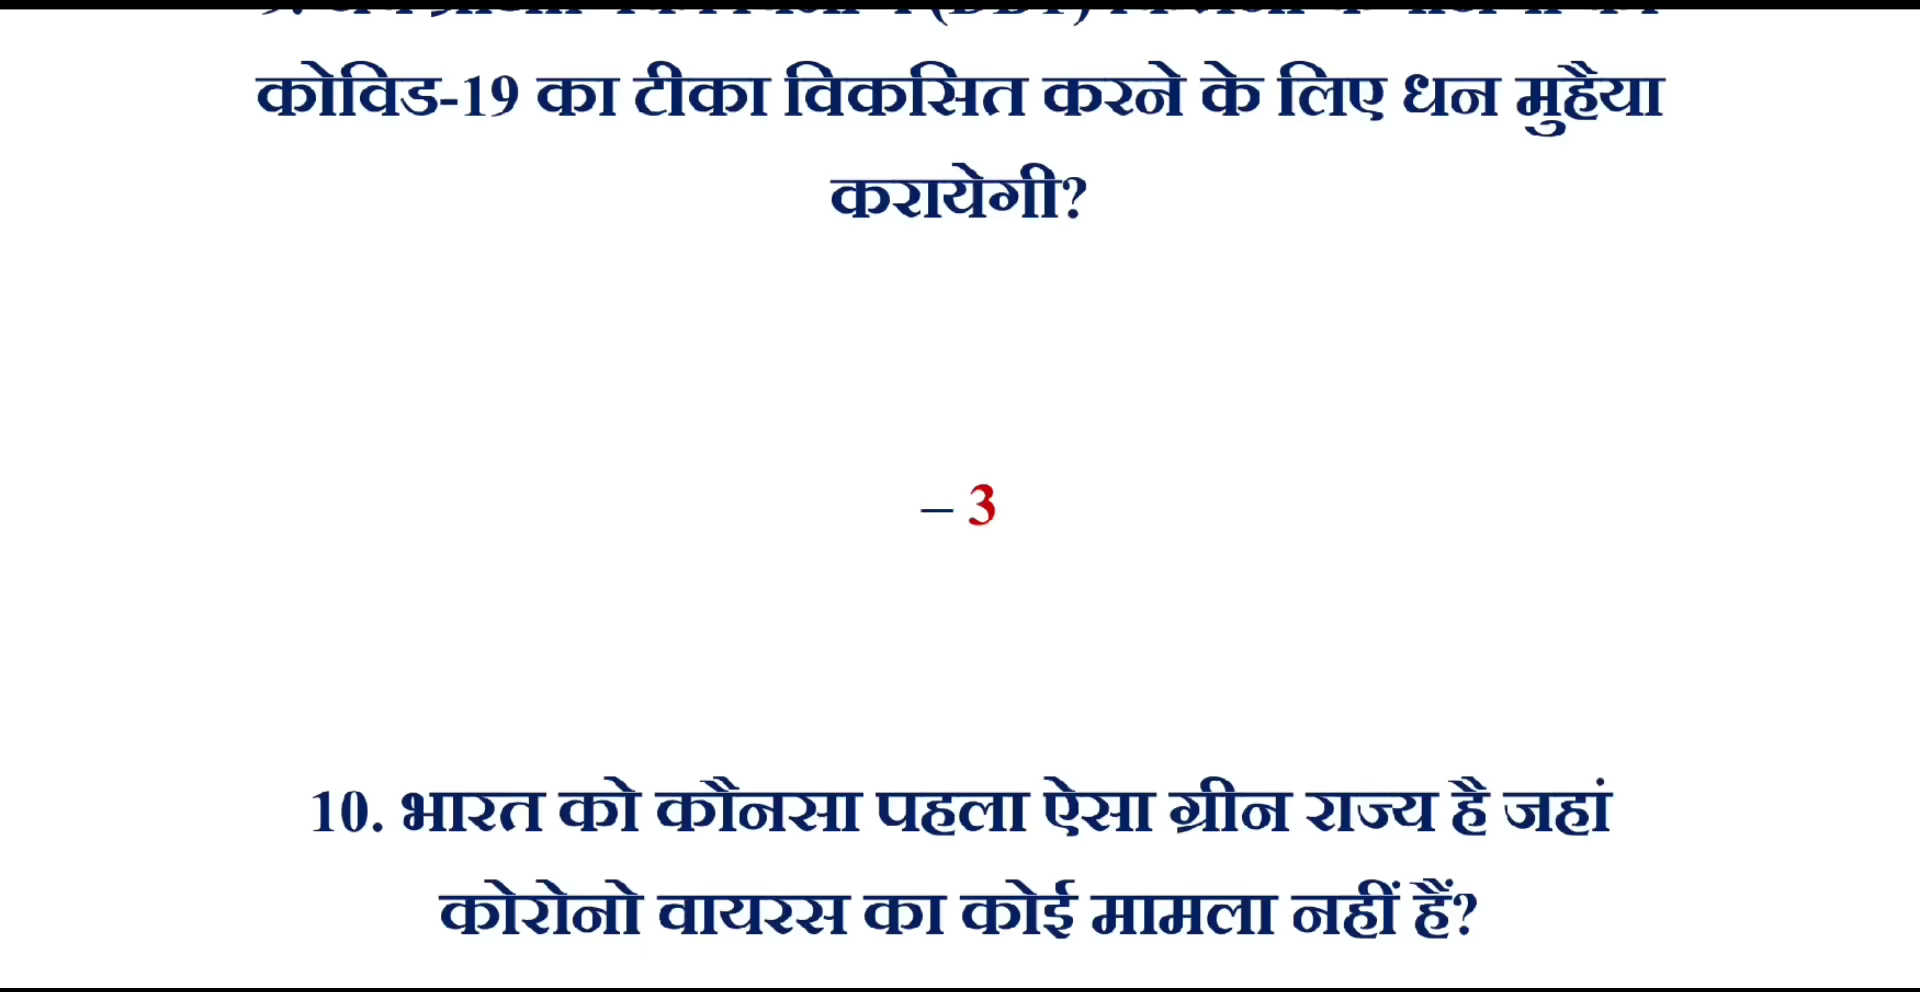 कोविड-19 का टीका विकसित करने के लिए धन मुहैया
करायेगी?
– 3
10. भारत को कौनसा पहला ऐसा ग्रीन राज्य है जहां
कोरोनो वायरस का कोई मामला नहीं हैं?